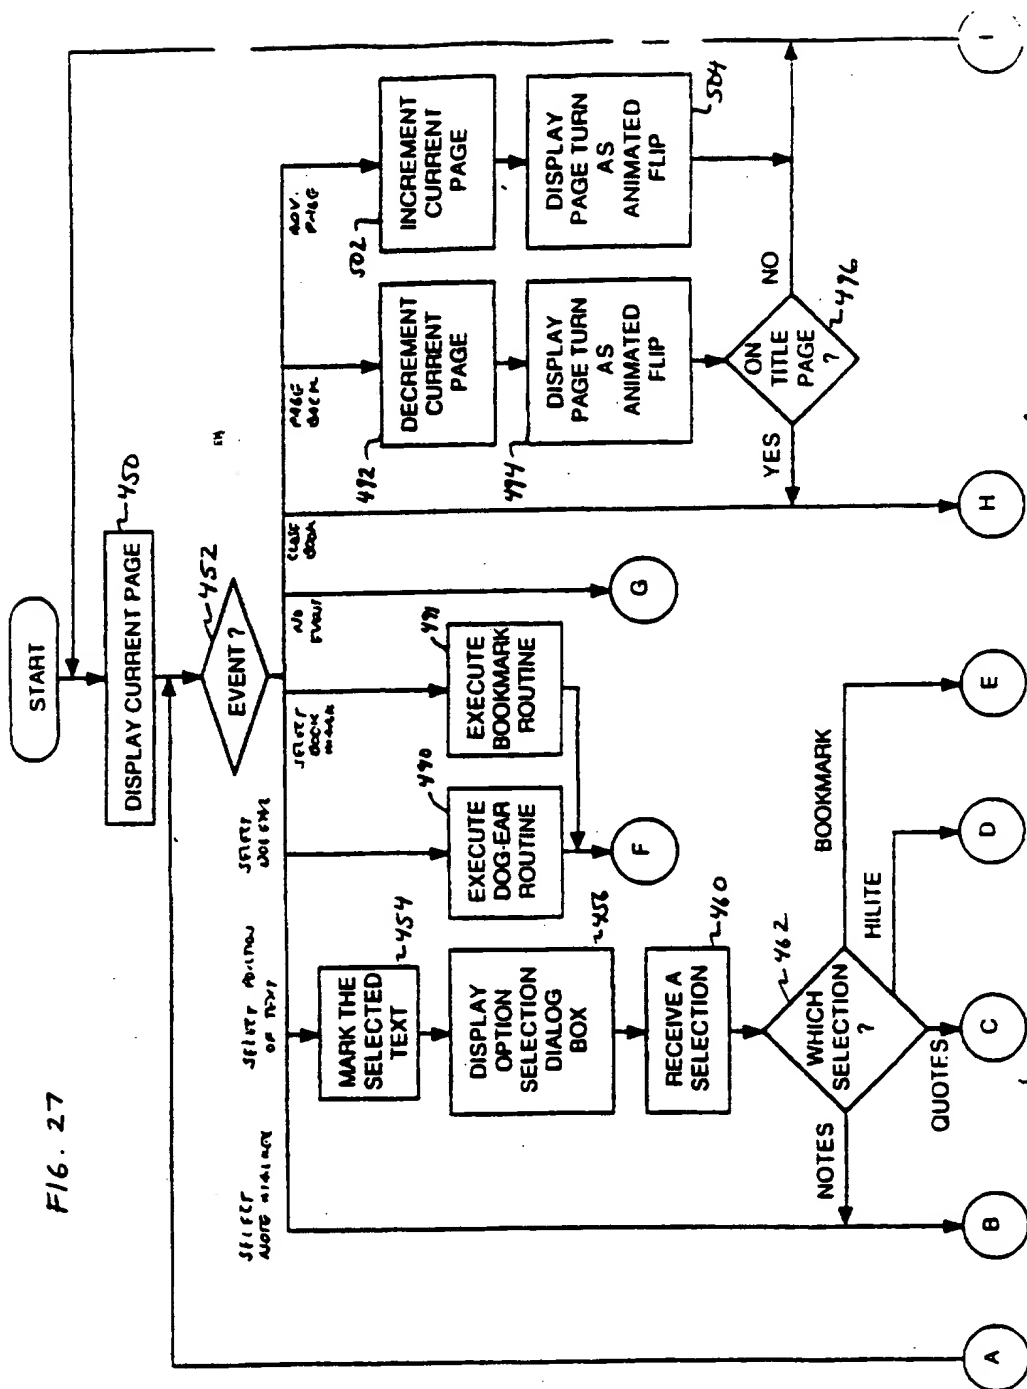 FIG. 27
START
DISPLAY CURRENT PAGE
450
EVENT ?
452
SELECT
NOTE
SELECT PORTION
OF TEXT
SELECT
DOG EAR
SELECT
BOOK
MARK
NO
EVENT
CLOSE
BOOK
PAGE
BACK
ADV.
PAGE
MARK THE
SELECTED
TEXT
454
DISPLAY
OPTION
SELECTION
DIALOG
BOX
456
RECEIVE A
SELECTION
460
WHICH
SELECTION
?
462
NOTES
QUOTES
HILITE
BOOKMARK
490
EXECUTE
DOG-EAR
ROUTINE
491
EXECUTE
BOOKMARK
ROUTINE
492
DECREMENT
CURRENT
PAGE
494
DISPLAY
PAGE TURN
AS
ANIMATED
FLIP
ON
TITLE
PAGE
?
496
YES
NO
502
INCREMENT
CURRENT
PAGE
DISPLAY
PAGE TURN
AS
ANIMATED
FLIP
504
A
B
C
D
E
F
G
H
I